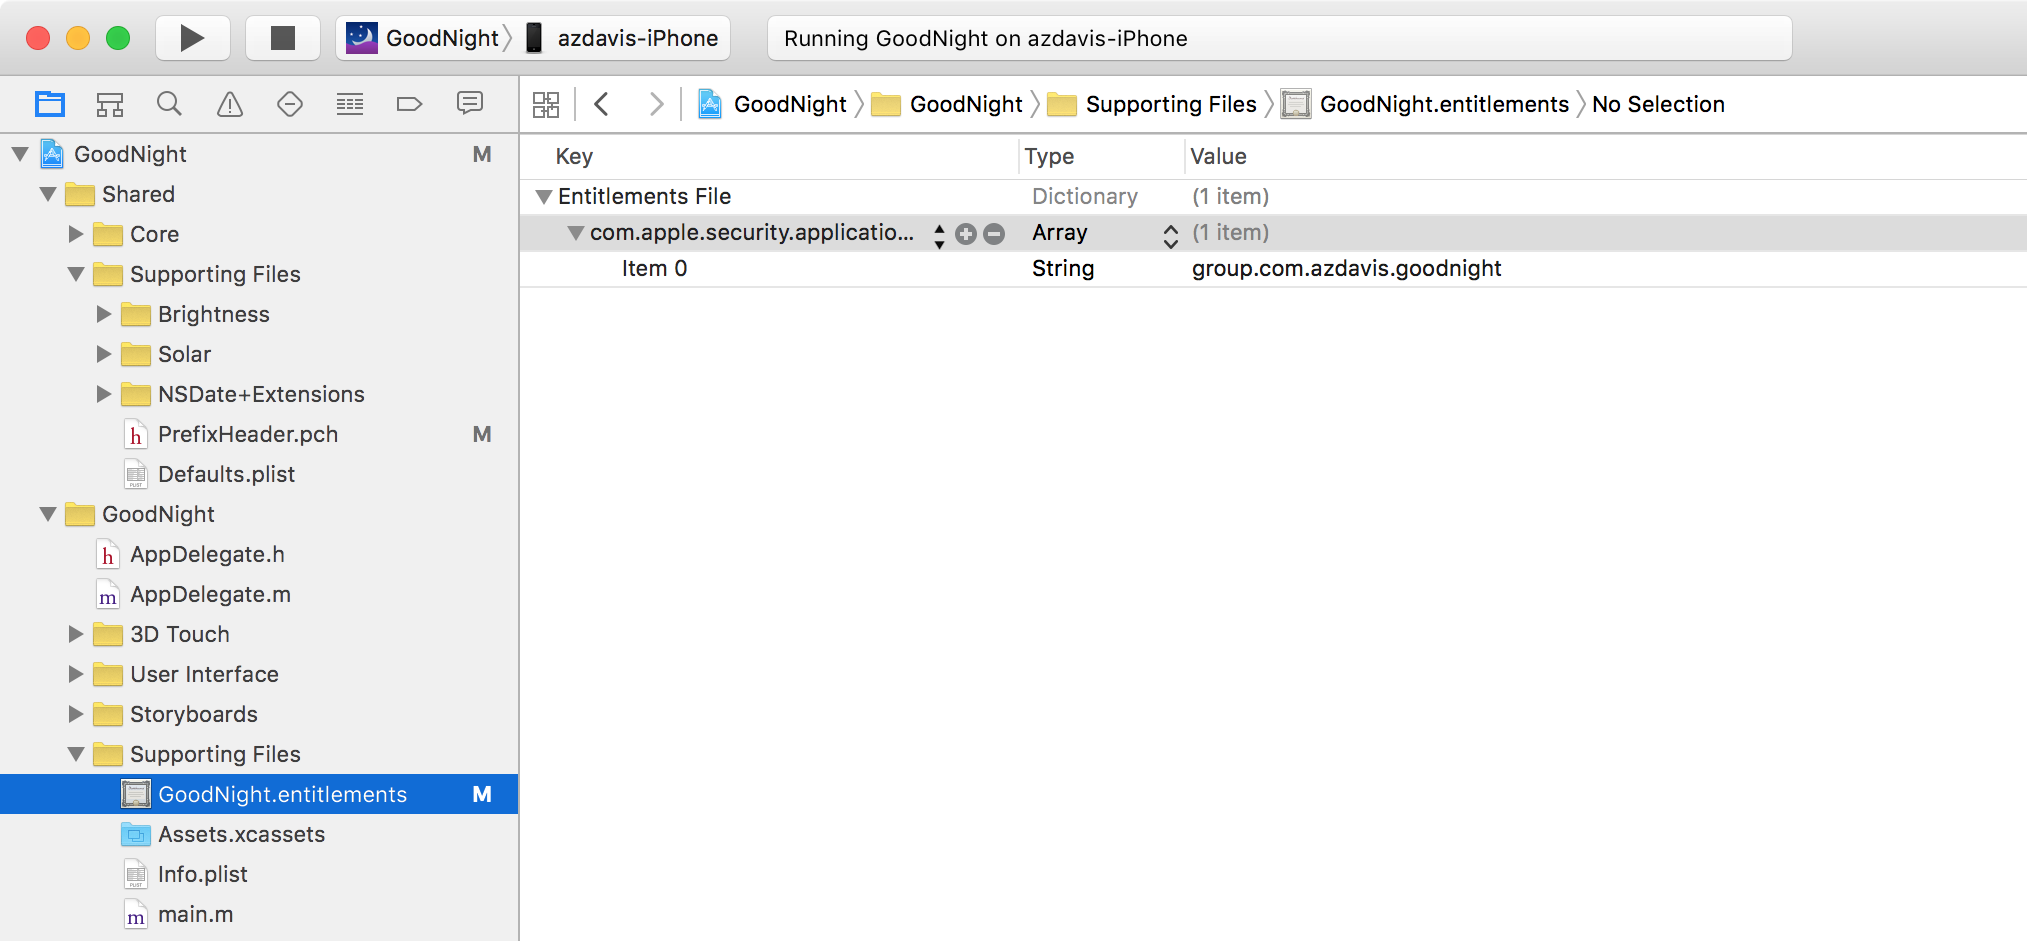 GoodNight azdavis-iPhone
Running GoodNight on azdavis-iPhone
GoodNight GoodNight Supporting Files GoodNight.entitlements No Selection
GoodNight M
Shared
Core
Supporting Files
Brightness
Solar
NSDate+Extensions
h PrefixHeader.pch M
PLIST Defaults.plist
GoodNight
h AppDelegate.h
m AppDelegate.m
3D Touch
User Interface
Storyboards
Supporting Files
GoodNight.entitlements M
Assets.xcassets
PLIST Info.plist
m main.m
Key Type Value
Entitlements File Dictionary (1 item)
com.apple.security.applicatio... Array (1 item)
Item 0 String group.com.azdavis.goodnight